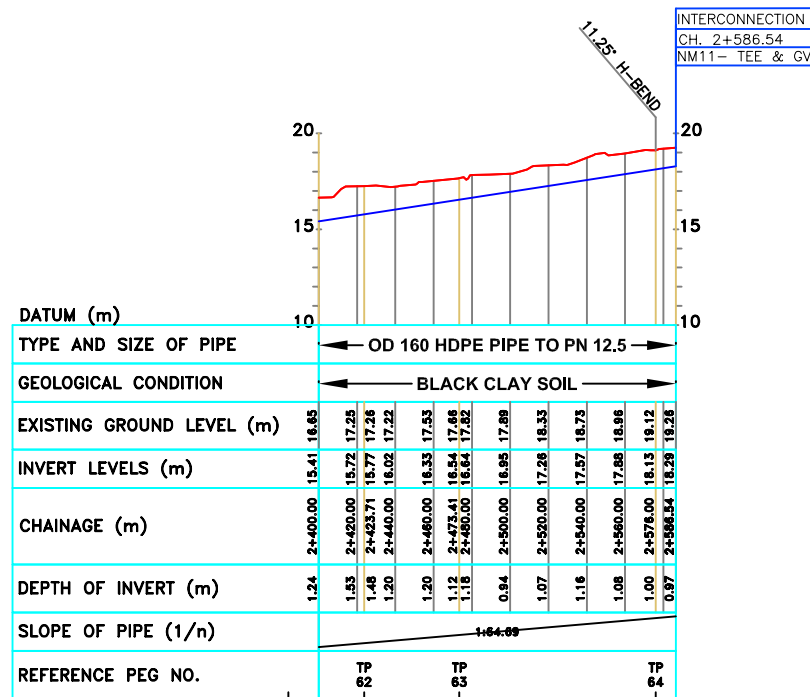 INTERCONNECTION
CH. 2+586.54
NM11- TEE & GV
11.25° H-BEND
20 20
15 15
DATUM (m) 10 10
TYPE AND SIZE OF PIPE OD 160 HDPE PIPE TO PN 12.5
GEOLOGICAL CONDITION BLACK CLAY SOIL
EXISTING GROUND LEVEL (m) 16.65 17.25 17.26 17.22 17.53 17.66 17.82 17.89 18.33 18.73 18.96 19.12 19.26
INVERT LEVELS (m) 15.41 15.72 15.77 16.02 16.33 16.54 16.64 16.95 17.26 17.57 17.88 18.13 18.29
CHAINAGE (m) 2+400.00 2+420.00 2+423.71 2+440.00 2+460.00 2+473.41 2+480.00 2+500.00 2+520.00 2+540.00 2+560.00 2+576.00 2+586.54
DEPTH OF INVERT (m) 1.24 1.53 1.48 1.20 1.20 1.12 1.18 0.94 1.07 1.16 1.08 1.00 0.97
SLOPE OF PIPE (1/n) 1:64.69
REFERENCE PEG NO. TP 62 TP 63 TP 64